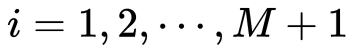 i = 1, 2, · · · , M + 1